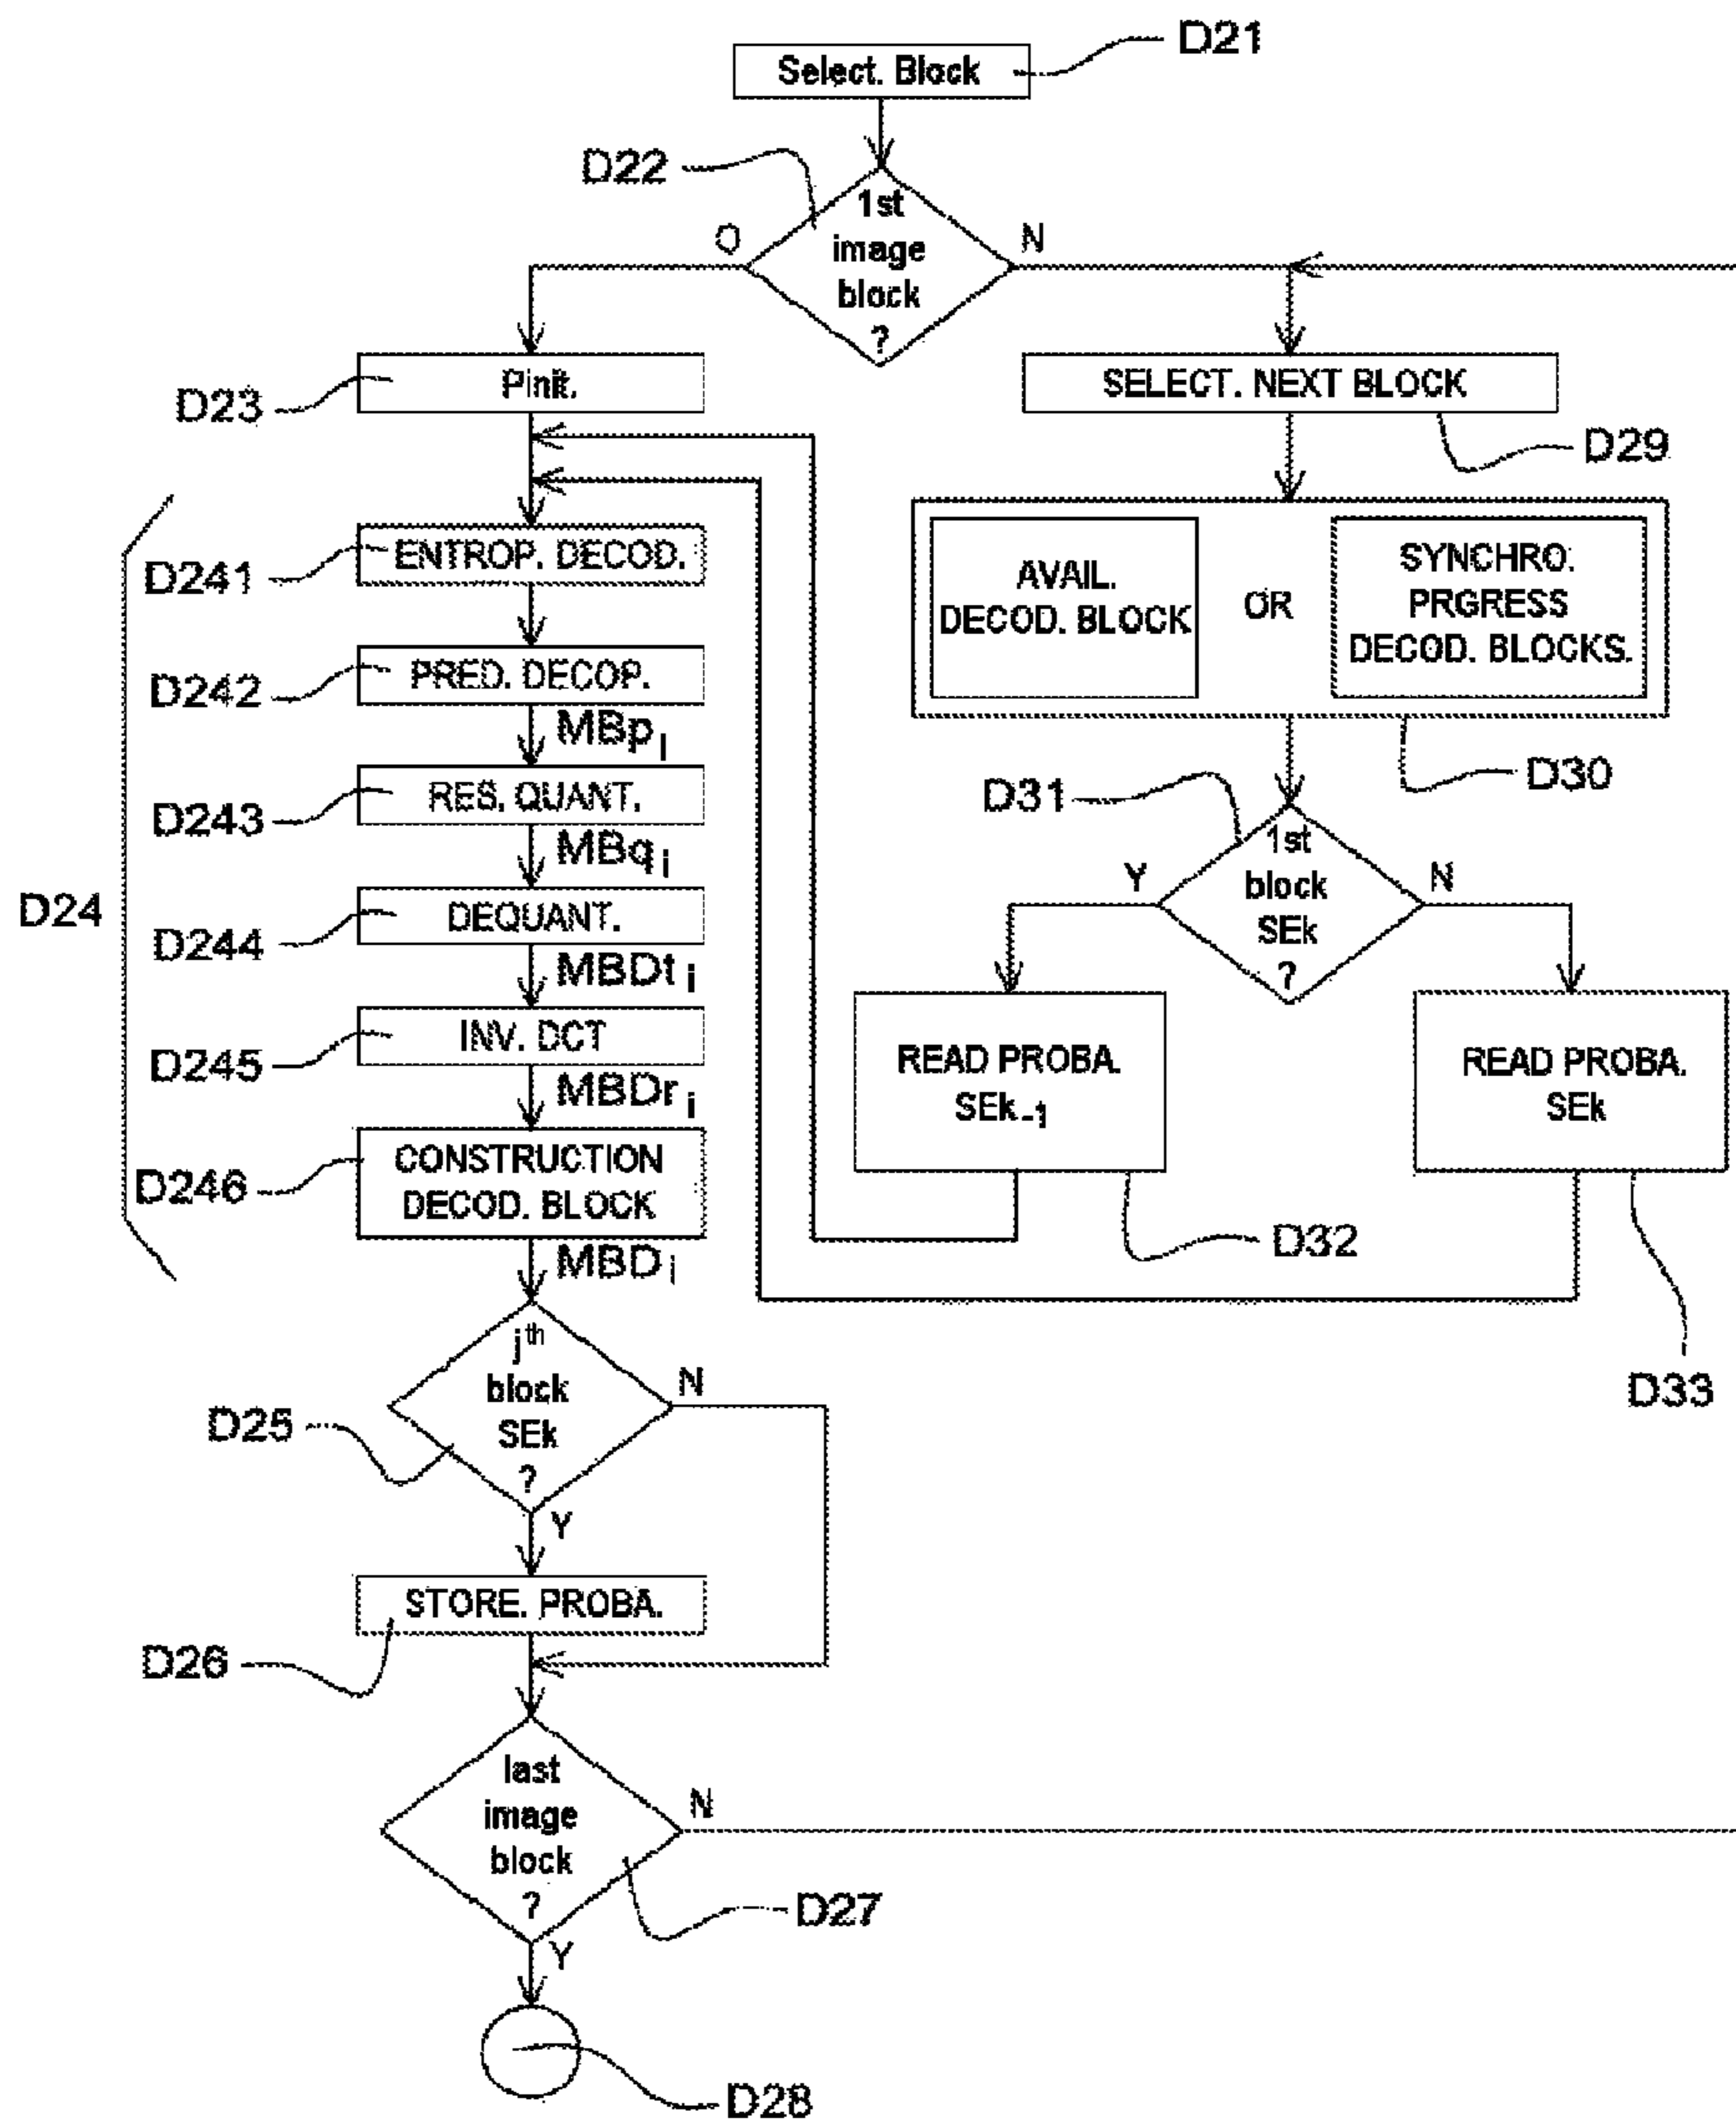 D21
Select. Block
D22
1st
image
block
?
O
N
Pinit.
D23
SELECT. NEXT BLOCK
D29
D24
ENTROP. DECOD.
D241
AVAIL.
DECOD. BLOCK
OR
SYNCHRO.
PRGRESS
DECOD. BLOCKS.
D30
PRED. DECOP.
D242
MBp i
RES. QUANT.
D243
MBq i
DEQUANT.
D244
MBDt i
INV. DCT
D245
MBDr i
CONSTRUCTION
DECOD. BLOCK
D246
MBD i
D31
1st
block
SEk
?
Y
N
READ PROBA.
SEk-1
D32
READ PROBA.
SEk
D33
jth
block
SEk
?
D25
N
Y
STORE. PROBA.
D26
last
image
block
?
N
D27
Y
D28